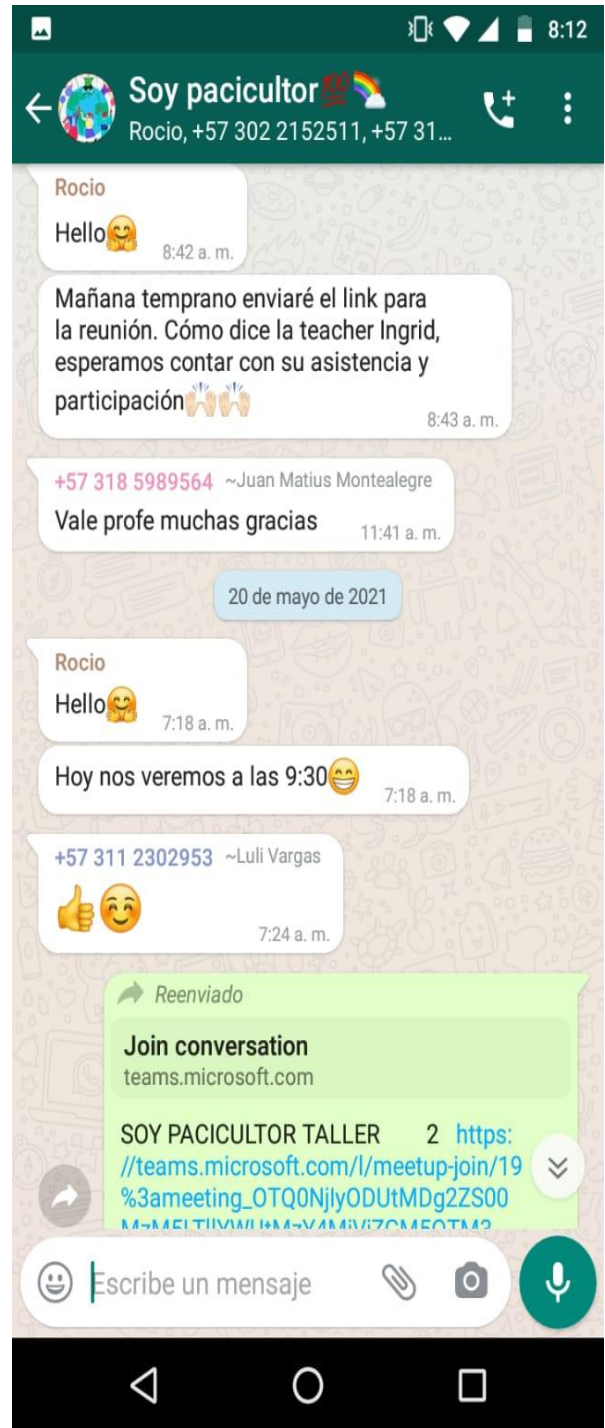 8:12
Soy pacicultor💯🌈
Rocio, +57 302 2152511, +57 31...
Rocio
Hello🤗
8:42 a. m.
Mañana temprano enviaré el link para
la reunión. Cómo dice la teacher Ingrid,
esperamos contar con su asistencia y
participación🙌🏻🙌🏻
8:43 a. m.
+57 318 5989564 ~Juan Matius Montealegre
Vale profe muchas gracias
11:41 a. m.
20 de mayo de 2021
Rocio
Hello🤗
7:18 a. m.
Hoy nos veremos a las 9:30😁
7:18 a. m.
+57 311 2302953 ~Luli Vargas
👍☺️
7:24 a. m.
Reenviado
Join conversation
teams.microsoft.com
SOY PACICULTOR TALLER 2 https:
//teams.microsoft.com/l/meetup-join/19
%3ameeting_OTQ0NjIyODUtMDg2ZS00
Escribe un mensaje